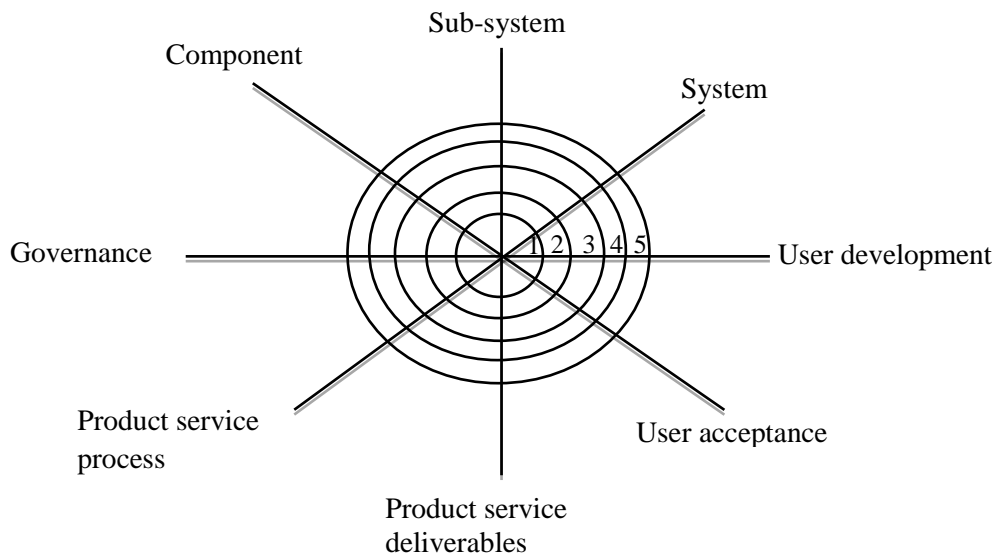 Sub-system
Component
System
1 2 3 4 5
Governance
User development
Product service
process
User acceptance
Product service
deliverables